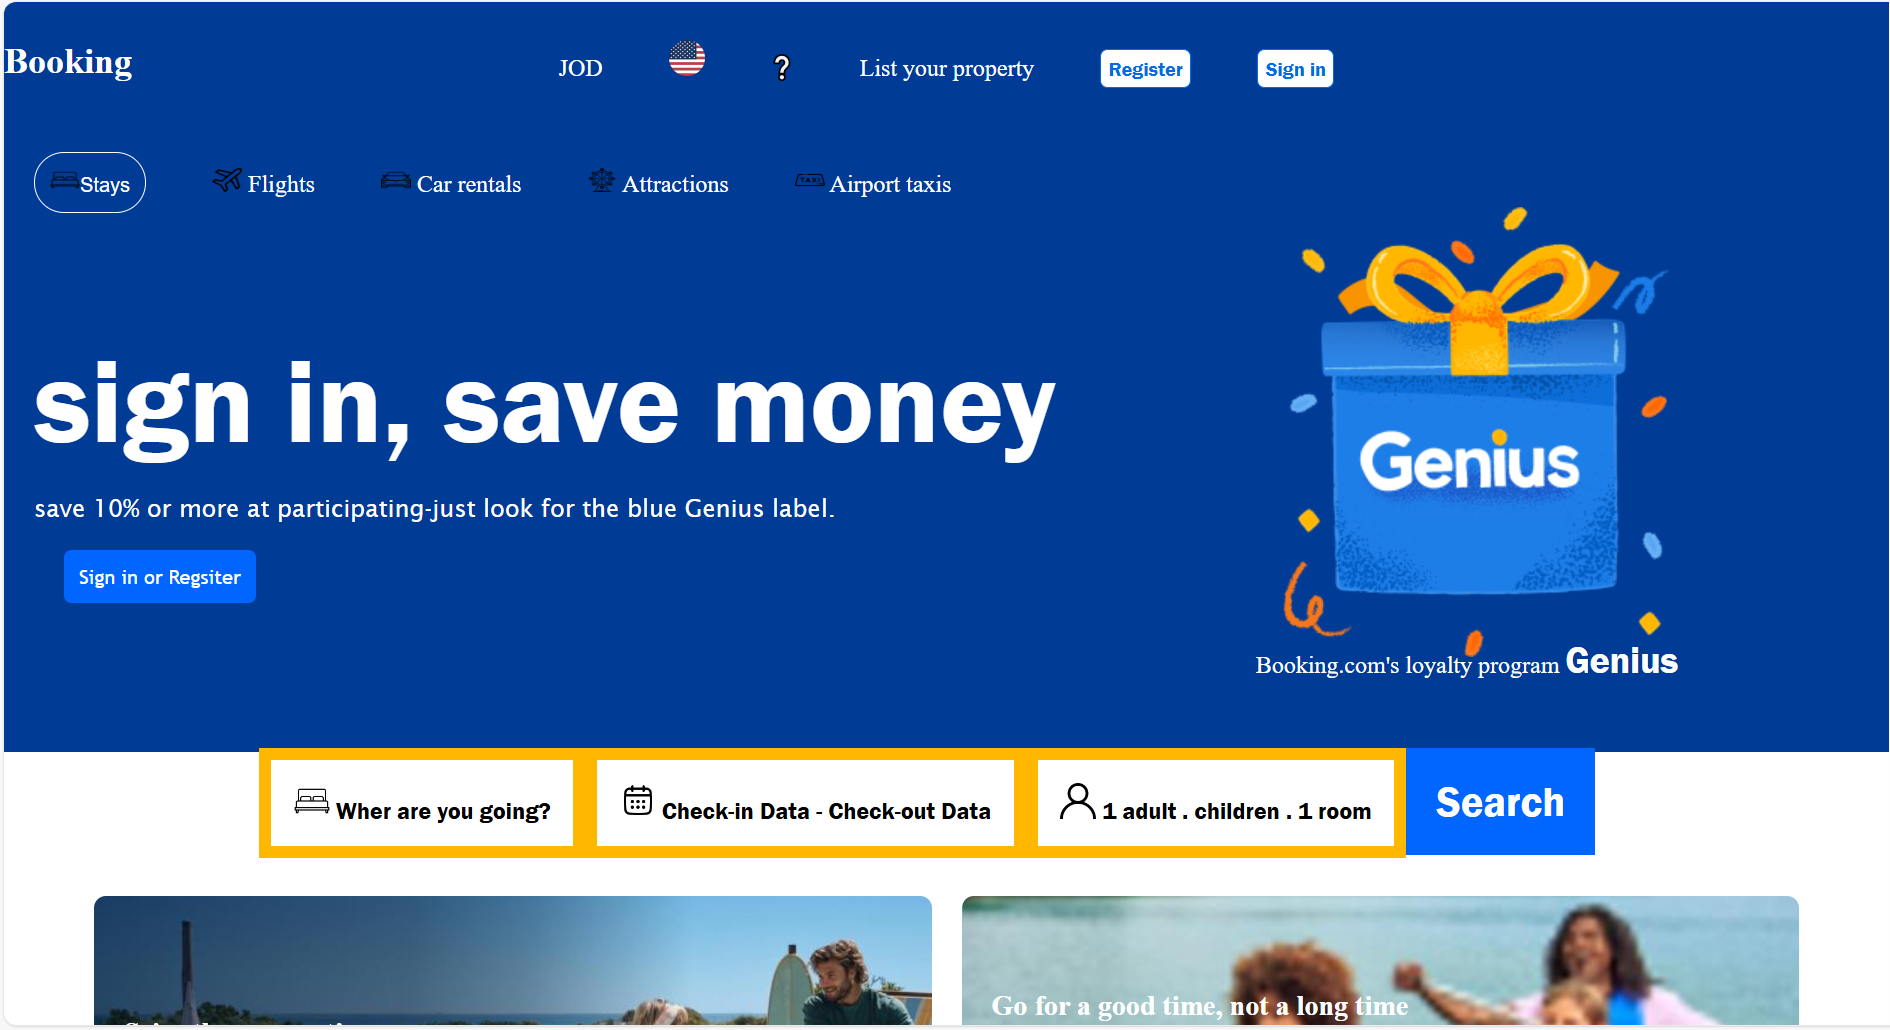 Booking
JOD
?
List your property
Register
Sign in
Stays
Flights
Car rentals
Attractions
TAXI Airport taxis
sign in, save money
save 10% or more at participating-just look for the blue Genius label.
Sign in or Regsiter
Genius
Booking.com's loyalty program Genius
Wher are you going?
Check-in Data - Check-out Data
1 adult . children . 1 room
Search
Go for a good time, not a long time